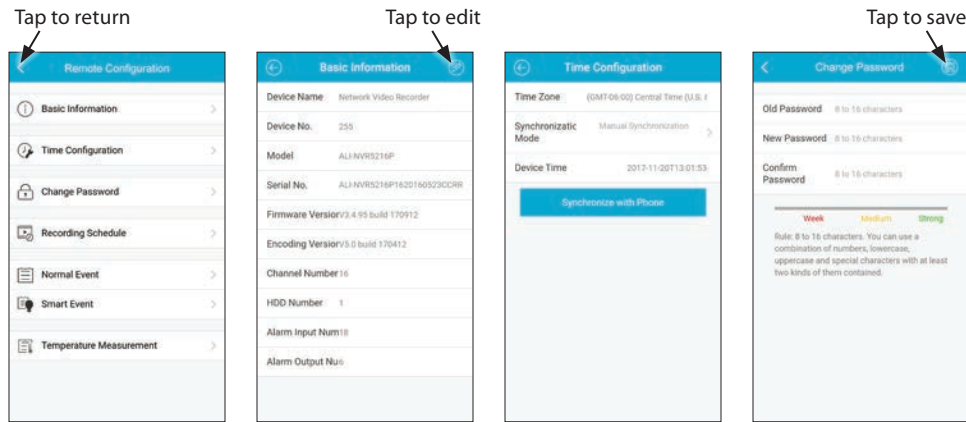 Tap to return
Tap to edit
Tap to save
Remote Configuration
Basic Information
Time Configuration
Change Password
Recording Schedule
Normal Event
Smart Event
Temperature Measurement
Basic Information
Device Name Network Video Recorder
Device No. 255
Model ALI-NVR5216P
Serial No. ALI-NVR5216P1620160523CCRR
Firmware Version V3.4.95 build 170912
Encoding Version V5.0 build 170412
Channel Number 16
HDD Number 1
Alarm Input Num 18
Alarm Output Nu 6
Time Configuration
Time Zone (GMT-06:00) Central Time (U.S. &
Synchronizatic Manual Synchronization
Mode
Device Time 2017-11-20T13:01:53
Synchronize with Phone
Change Password
Old Password 8 to 16 characters
New Password 8 to 16 characters
Confirm
Password 8 to 16 characters
Week Medium Strong
Rule: 8 to 16 characters. You can use a
combination of numbers, lowercase,
uppercase and special characters with at least
two kinds of them contained.